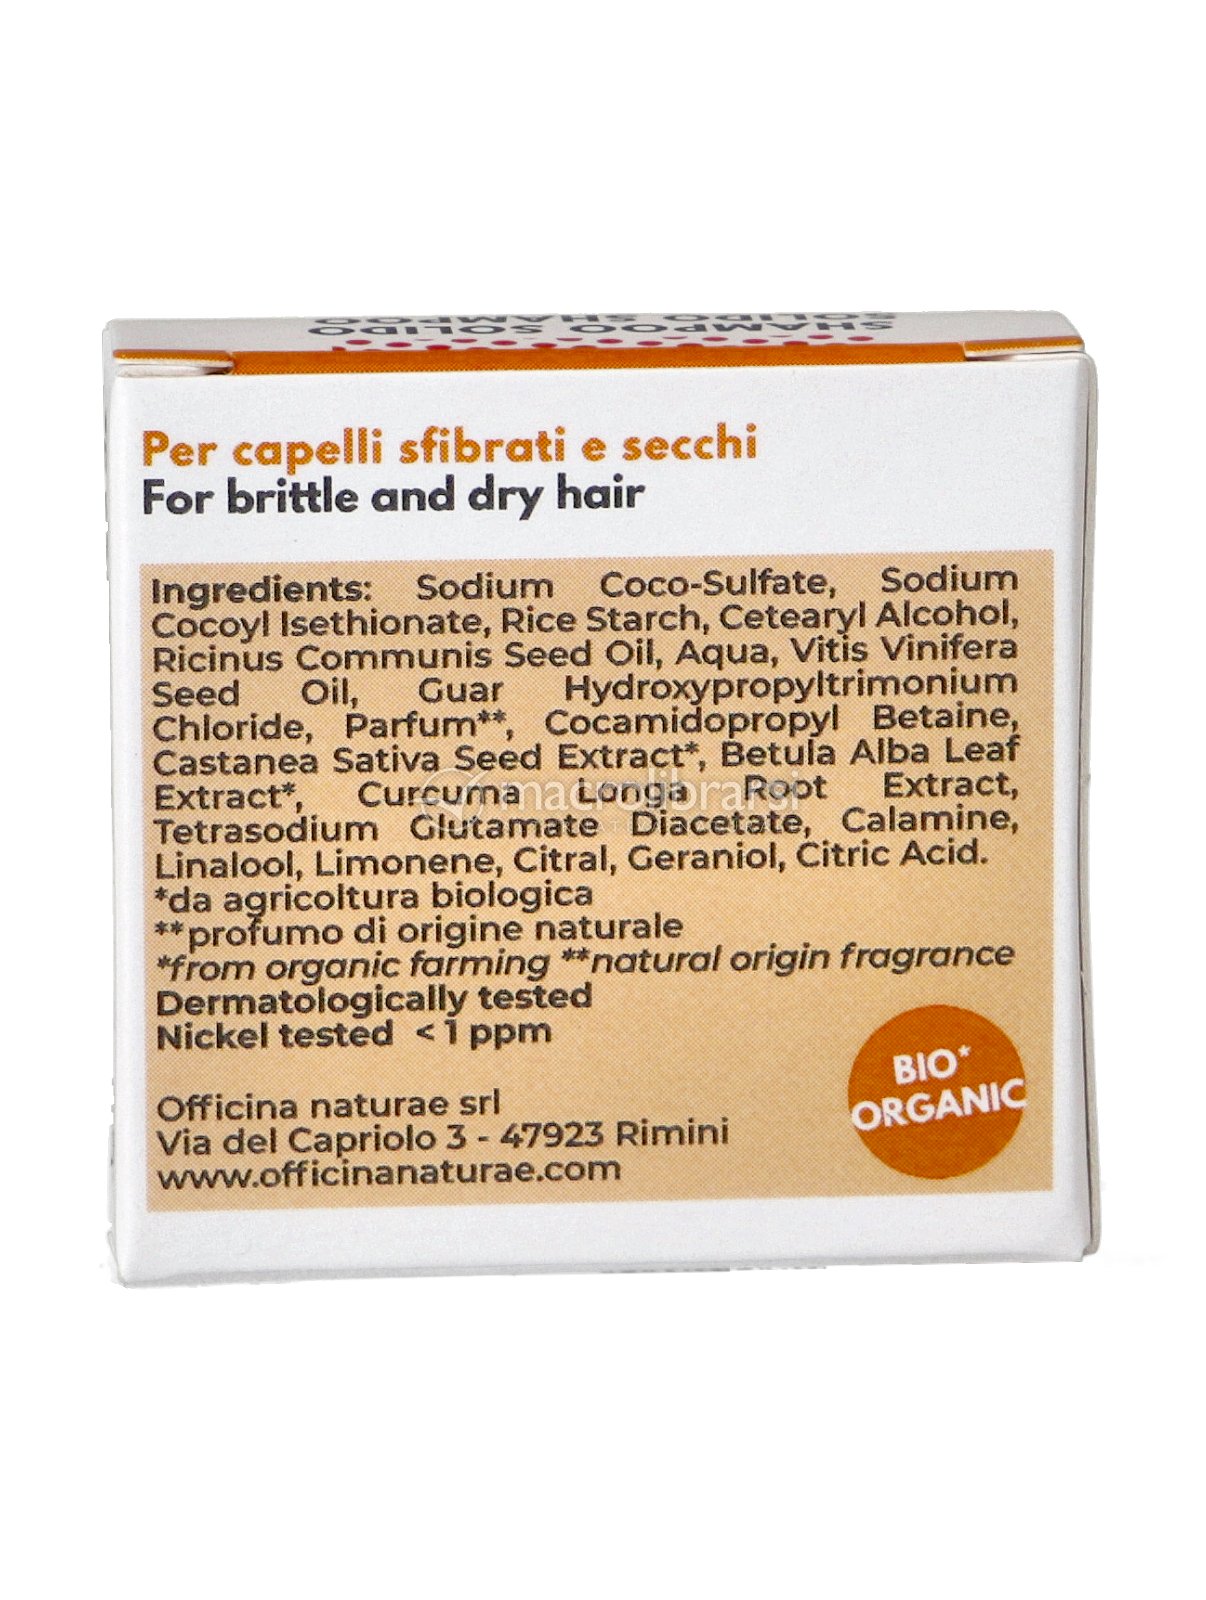 SHAMPOO SOLIDO
SOLIDO SHAMPOO
Per capelli sfibrati e secchi
For brittle and dry hair
Ingredients: Sodium Coco-Sulfate, Sodium
Cocoyl Isethionate, Rice Starch, Cetearyl Alcohol,
Ricinus Communis Seed Oil, Aqua, Vitis Vinifera
Seed Oil, Guar Hydroxypropyltrimonium
Chloride, Parfum**, Cocamidopropyl Betaine,
Castanea Sativa Seed Extract*, Betula Alba Leaf
Extract*, Curcuma Longa Root Extract,
Tetrasodium Glutamate Diacetate, Calamine,
Linalool, Limonene, Citral, Geraniol, Citric Acid.
*da agricoltura biologica
**profumo di origine naturale
*from organic farming **natural origin fragrance
Dermatologically tested
Nickel tested < 1 ppm
Officina naturae srl
Via del Capriolo 3 - 47923 Rimini
www.officinanaturae.com
BIO*
ORGANIC
macrolibrarsi